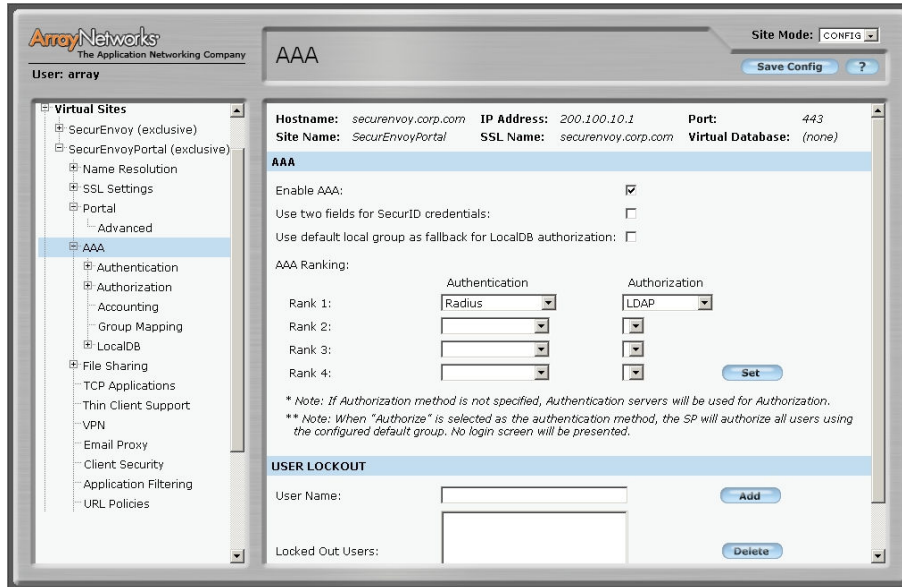 ArrayNetworks
The Application Networking Company
User: array
AAA
Site Mode: CONFIG
Save Config ?
Virtual Sites
SecurEnvoy (exclusive)
SecurEnvoyPortal (exclusive)
Name Resolution
SSL Settings
Portal
Advanced
AAA
Authentication
Authorization
Accounting
Group Mapping
LocalDB
File Sharing
TCP Applications
Thin Client Support
VPN
Email Proxy
Client Security
Application Filtering
URL Policies
Hostname: securenvoy.corp.com IP Address: 200.100.10.1 Port: 443
Site Name: SecurEnvoyPortal SSL Name: securenvoy.corp.com Virtual Database: (none)
AAA
Enable AAA:
Use two fields for SecurID credentials:
Use default local group as fallback for LocalDB authorization:
AAA Ranking:
Authentication Authorization
Rank 1: Radius LDAP
Rank 2:
Rank 3:
Rank 4: Set
* Note: If Authorization method is not specified, Authentication servers will be used for Authorization.
** Note: When "Authorize" is selected as the authentication method, the SP will authorize all users using
the configured default group. No login screen will be presented.
USER LOCKOUT
User Name: Add
Locked Out Users: Delete